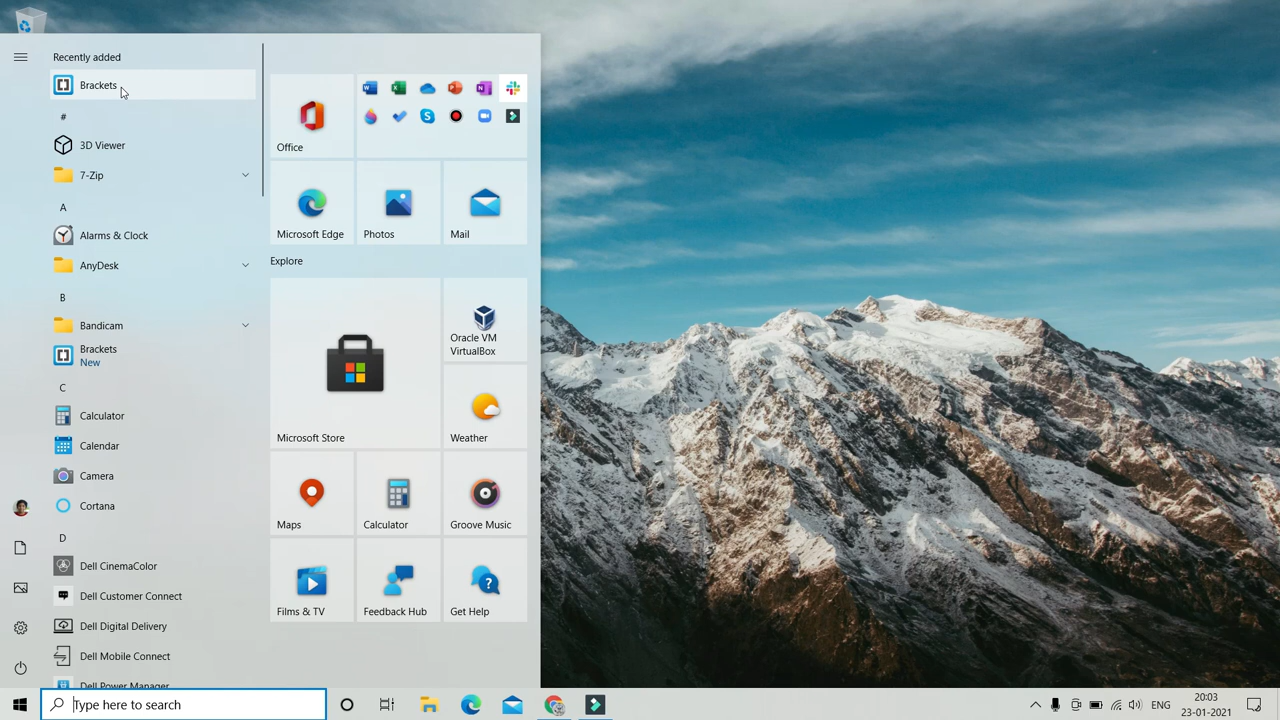 Recently added
Brackets
#
3D Viewer
7-Zip
A
Alarms & Clock
AnyDesk
B
Bandicam
Brackets
New
C
Calculator
Calendar
Camera
Cortana
D
Dell CinemaColor
Dell Customer Connect
Dell Digital Delivery
Dell Mobile Connect
Dell Power Manager
Office
Microsoft Edge
Photos
Mail
Explore
Microsoft Store
Oracle VM
VirtualBox
Weather
Maps
Calculator
Groove Music
Films & TV
Feedback Hub
Get Help
Type here to search
ENG
20:03
23-01-2021